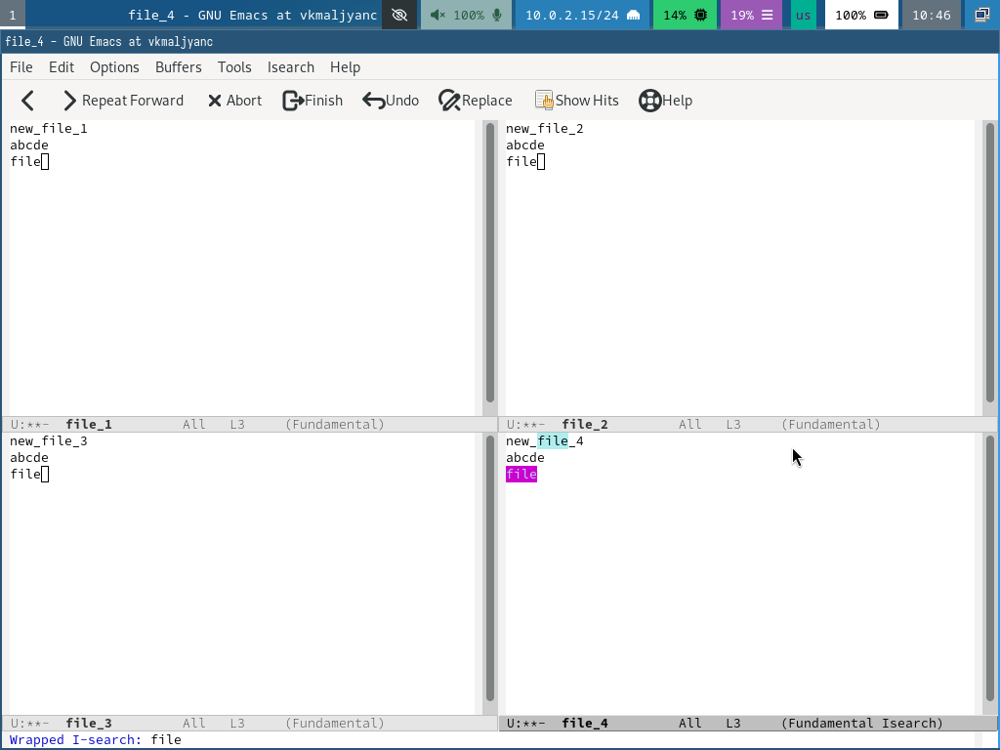 1 file_4 - GNU Emacs at vkmaljyanc 100% 10.0.2.15/24 14% 19% us 100% 10:46
file_4 - GNU Emacs at vkmaljyanc
File Edit Options Buffers Tools Isearch Help
Repeat Forward Abort Finish Undo Replace Show Hits Help
new_file_1
abcde
file
U:**- file_1 All L3 (Fundamental)
new_file_2
abcde
file
U:**- file_2 All L3 (Fundamental)
new_file_3
abcde
file
U:**- file_3 All L3 (Fundamental)
new_file_4
abcde
file
U:**- file_4 All L3 (Fundamental Isearch)
Wrapped I-search: file